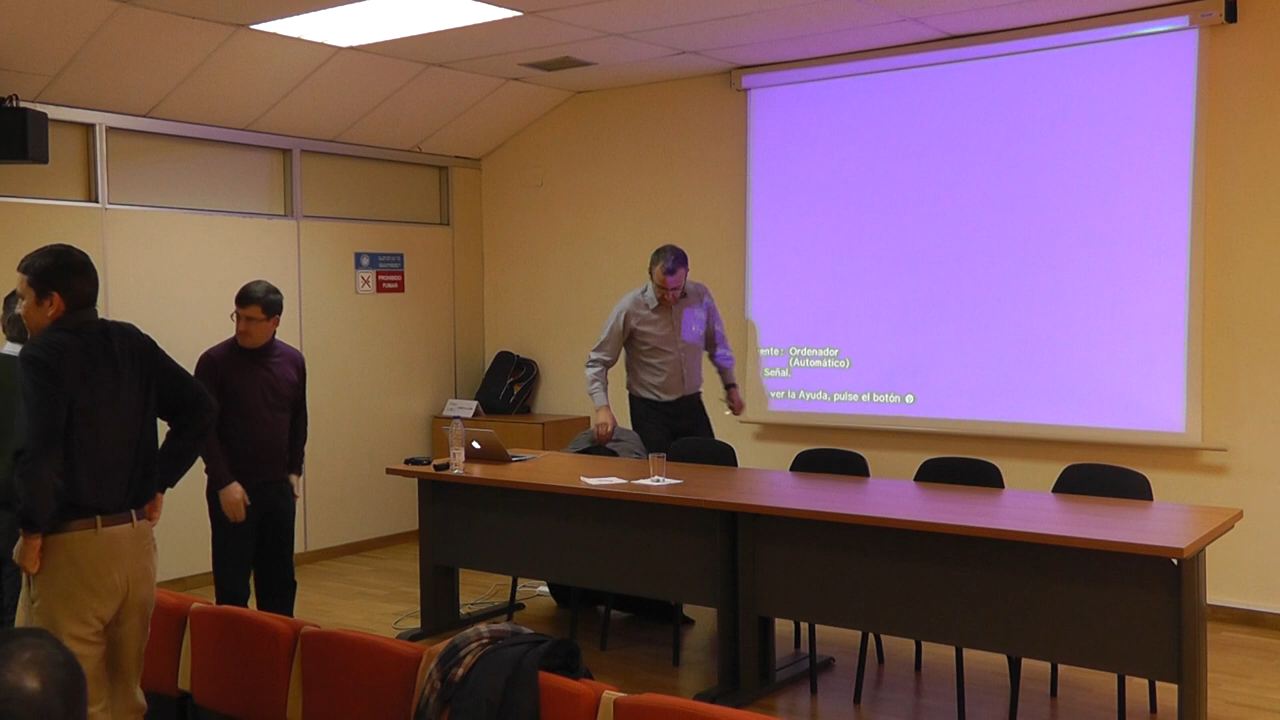 PROHIBIDO
FUMAR
ente: Ordenador
(Automático)
Señal.
ver la Ayuda, pulse el botón